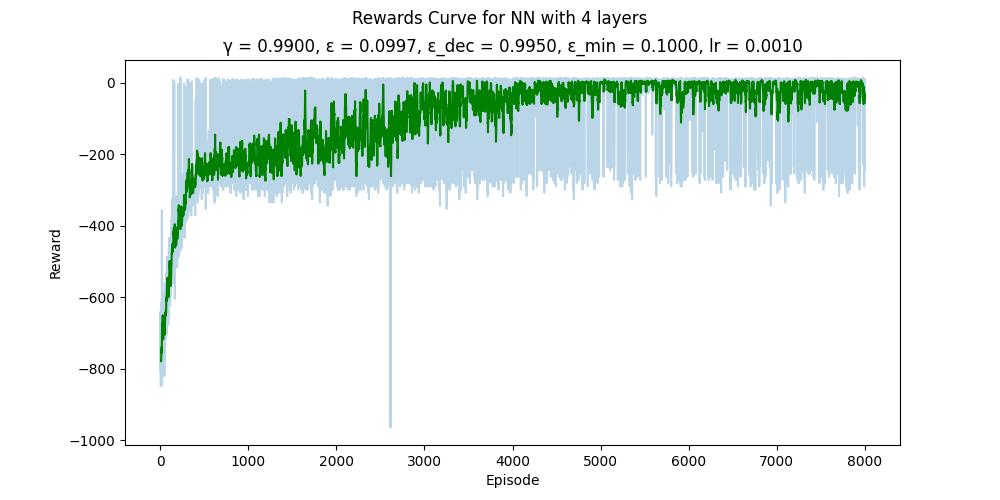 Rewards Curve for NN with 4 layers
γ = 0.9900, ε = 0.0997, ε_dec = 0.9950, ε_min = 0.1000, lr = 0.0010
0
−200
−400
−600
−800
−1000
Reward
0 1000 2000 3000 4000 5000 6000 7000 8000
Episode